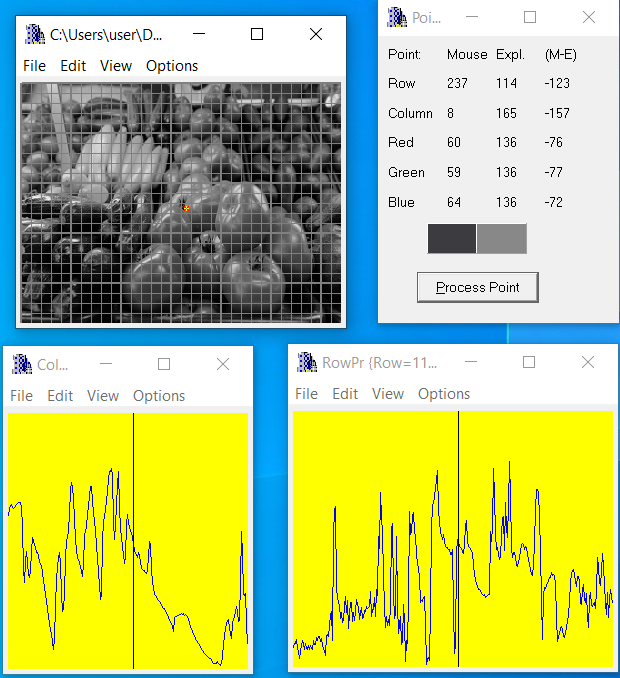 C:\Users\user\D...
File Edit View Options
Poi...
Point: Mouse Expl. (M-E)
Row 237 114 -123
Column 8 165 -157
Red 60 136 -76
Green 59 136 -77
Blue 64 136 -72
Process Point
Col...
File Edit View Options
RowPr {Row=11...
File Edit View Options